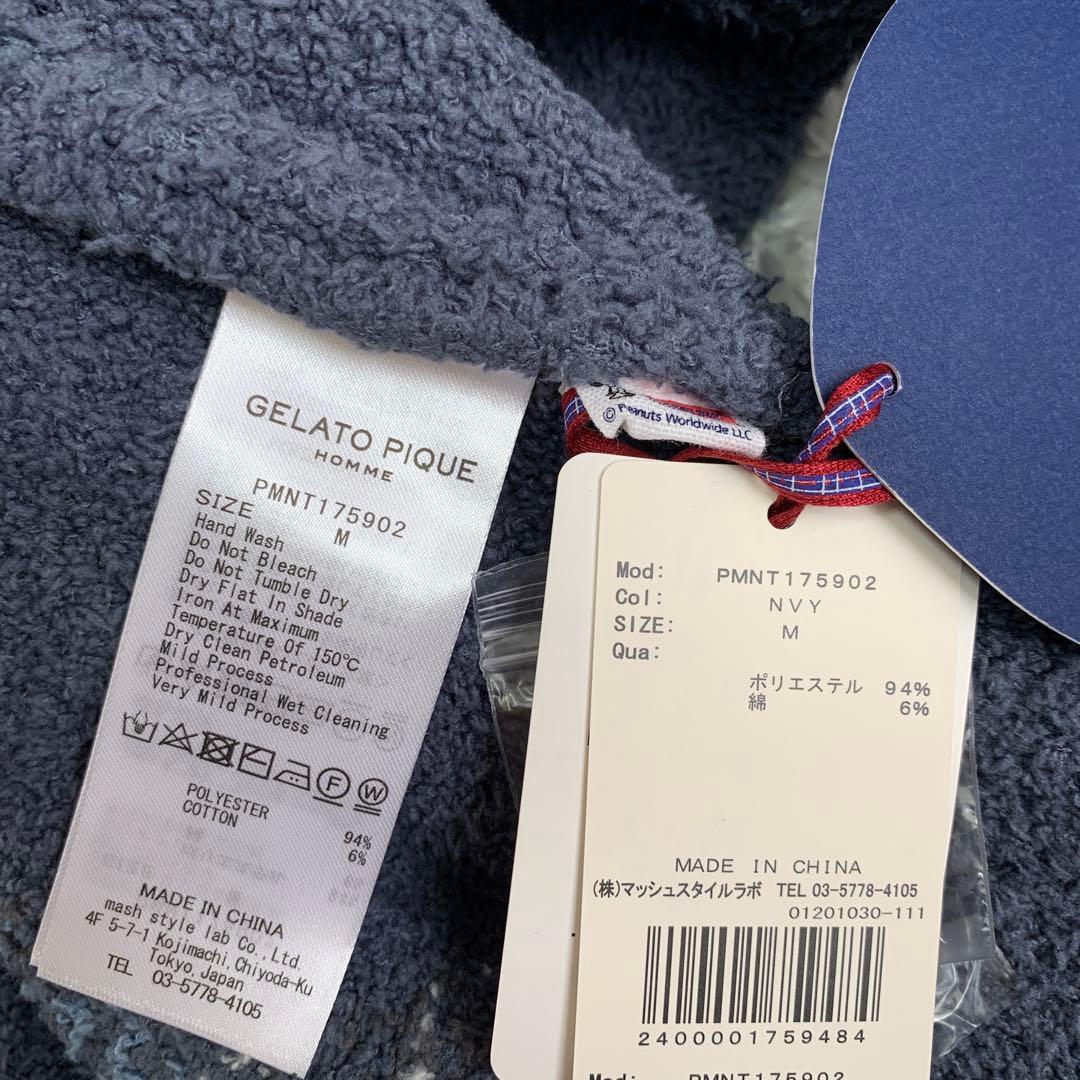 GELATO PIQUE
HOMME
PMNT175902
SIZE M
Hand Wash
Do Not Bleach
Do Not Tumble Dry
Dry Flat In Shade
Iron At Maximum
Temperature Of 150℃
Dry Clean Petroleum
Mild Process
Professional Wet Cleaning
Very Mild Process
F W
POLYESTER 94%
COTTON 6%
MADE IN CHINA
mash style lab Co., Ltd.
4F 5-7-1 Kojimachi, Chiyoda-Ku
Tokyo, Japan
TEL 03-5778-4105
© Peanuts Worldwide LLC
Mod: PMNT175902
Col: NVY
SIZE: M
Qua:
ポリエステル 94%
綿 6%
MADE IN CHINA
(株)マッシュスタイルラボ TEL 03-5778-4105
01201030-111
2400001759484
Mod: PMNT175902